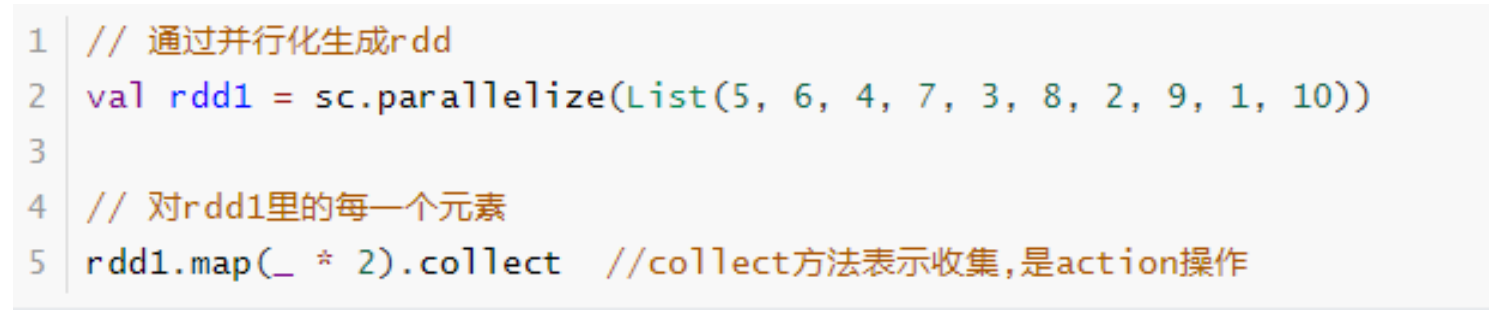 1 // 通过并行化生成rdd
2 val rdd1 = sc.parallelize(List(5, 6, 4, 7, 3, 8, 2, 9, 1, 10))
3
4 // 对rdd1里的每一个元素
5 rdd1.map(_ * 2).collect  //collect方法表示收集,是action操作